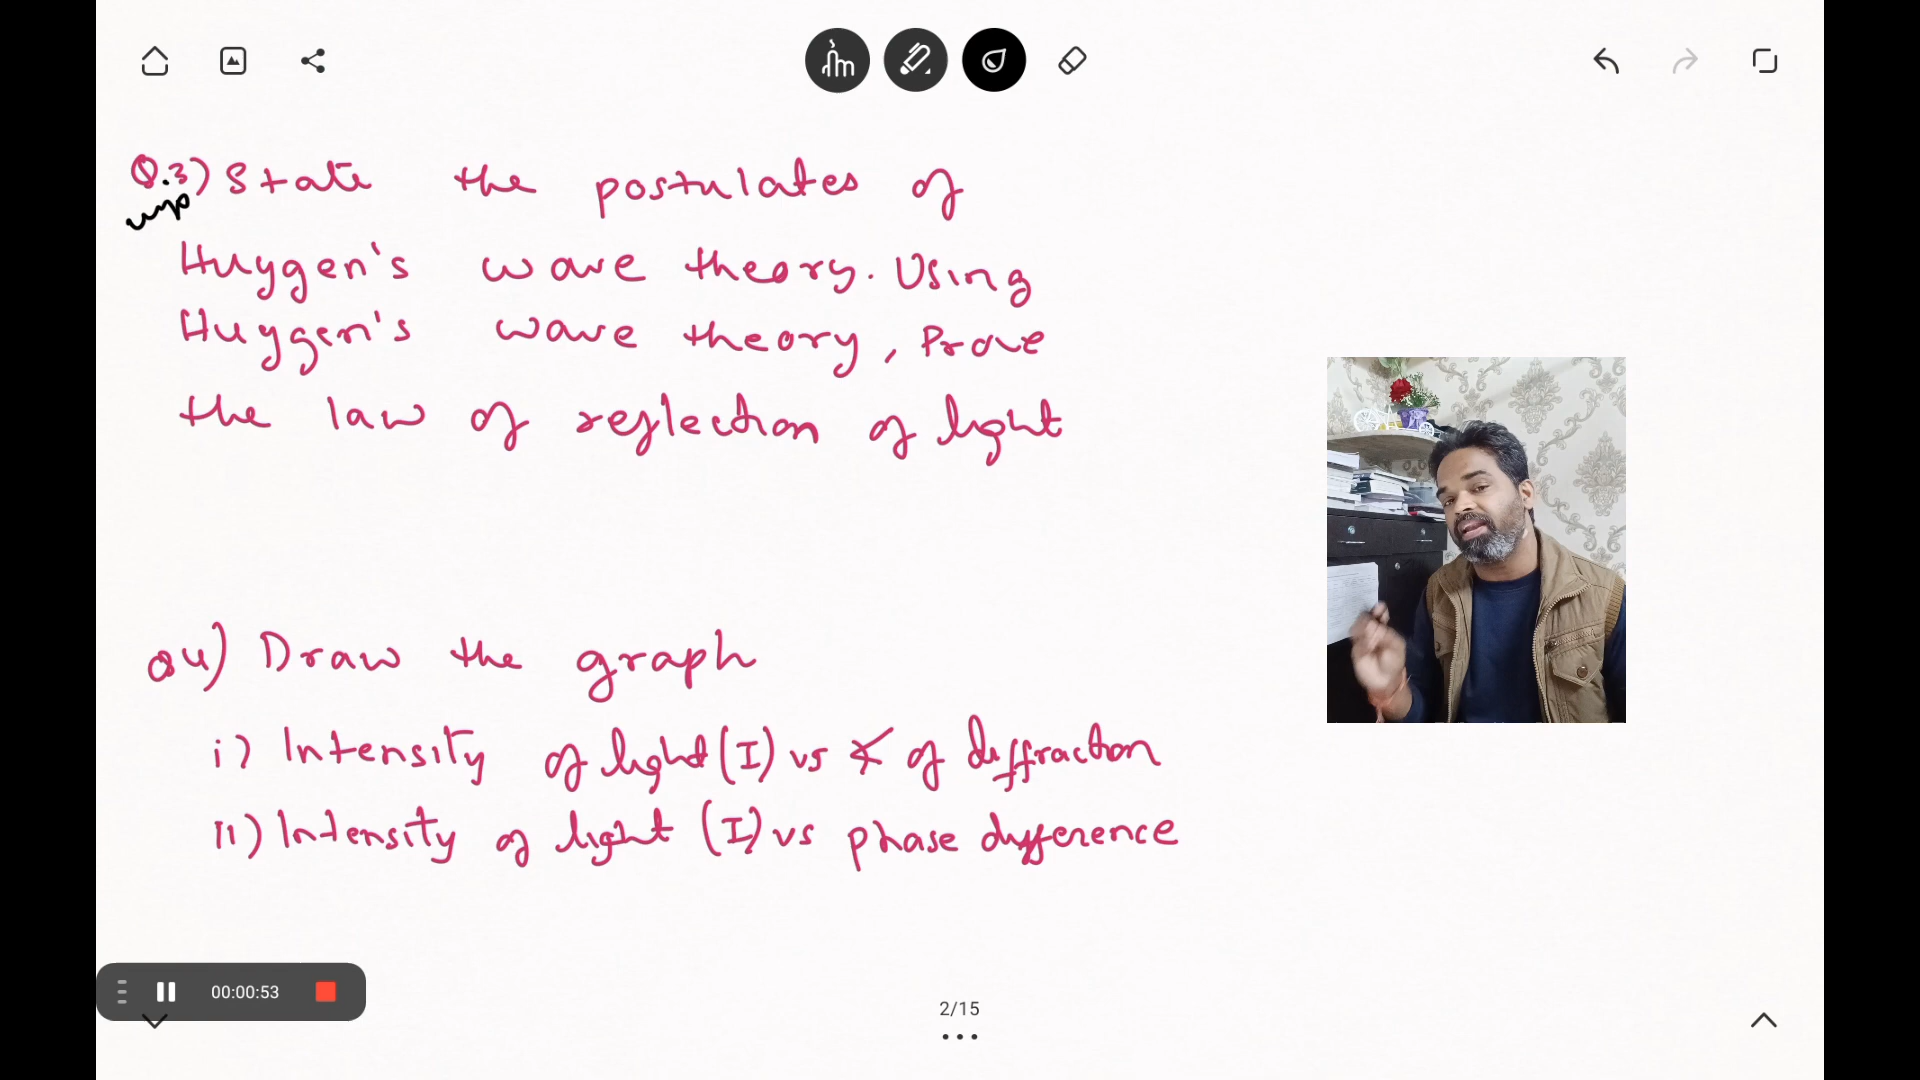 Q.3) State the postulates of
imp
Huygen's wave theory. Using
Huygen's wave theory, Prove
the law of reflection of light
Q4) Draw the graph
i) Intensity of light (I) vs ∠ of diffraction
ii) Intensity of light (I) vs phase difference
00:00:53
2/15